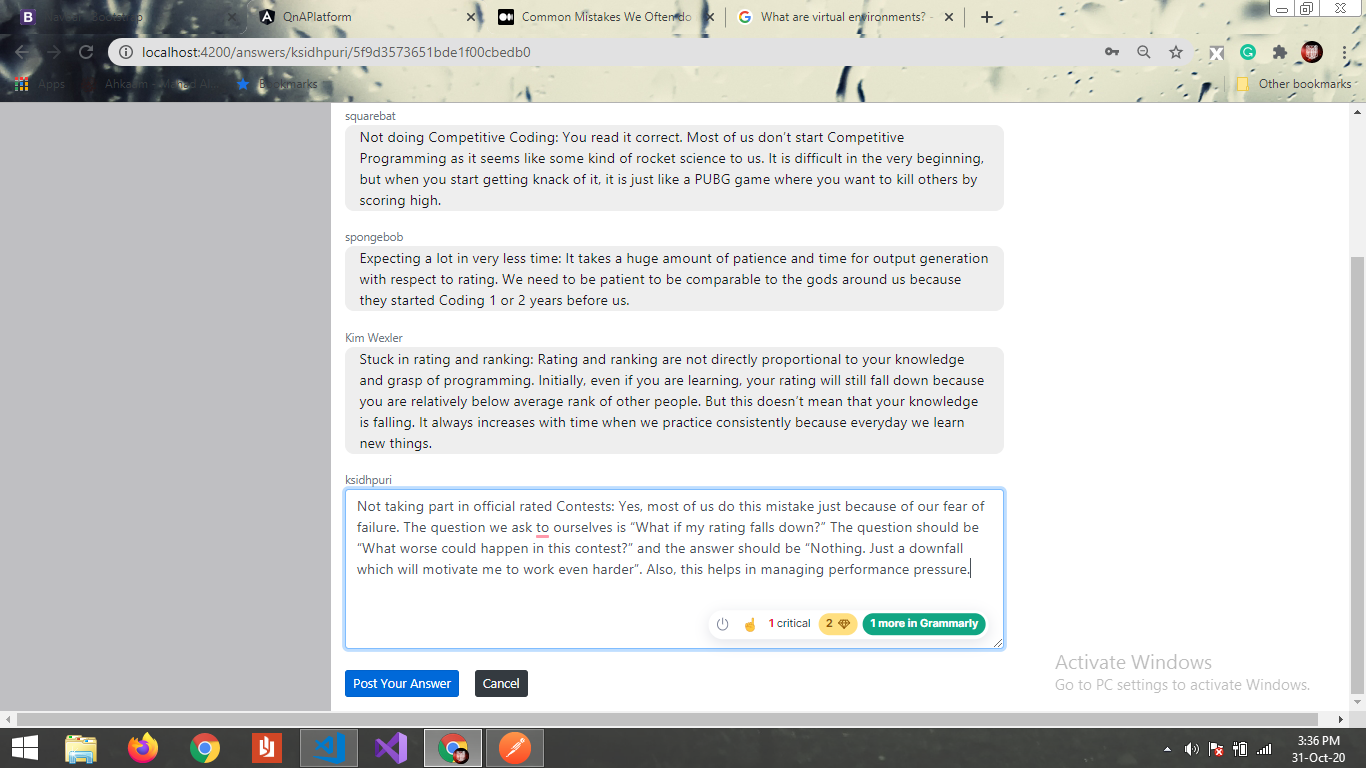 QnAPlatform
Common Mistakes We Often do
What are virtual environments? -
localhost:4200/answers/ksidhpuri/5f9d3573651bde1f00cbedb0
Apps
Bookmarks
Other bookmarks
squarebat
Not doing Competitive Coding: You read it correct. Most of us don’t start Competitive
Programming as it seems like some kind of rocket science to us. It is difficult in the very beginning,
but when you start getting knack of it, it is just like a PUBG game where you want to kill others by
scoring high.
spongebob
Expecting a lot in very less time: It takes a huge amount of patience and time for output generation
with respect to rating. We need to be patient to be comparable to the gods around us because
they started Coding 1 or 2 years before us.
Kim Wexler
Stuck in rating and ranking: Rating and ranking are not directly proportional to your knowledge
and grasp of programming. Initially, even if you are learning, your rating will still fall down because
you are relatively below average rank of other people. But this doesn’t mean that your knowledge
is falling. It always increases with time when we practice consistently because everyday we learn
new things.
ksidhpuri
Not taking part in official rated Contests: Yes, most of us do this mistake just because of our fear of
failure. The question we ask to ourselves is “What if my rating falls down?” The question should be
“What worse could happen in this contest?” and the answer should be “Nothing. Just a downfall
which will motivate me to work even harder”. Also, this helps in managing performance pressure.
1 critical
2
1 more in Grammarly
Post Your Answer
Cancel
Activate Windows
Go to PC settings to activate Windows.
3:36 PM
31-Oct-20